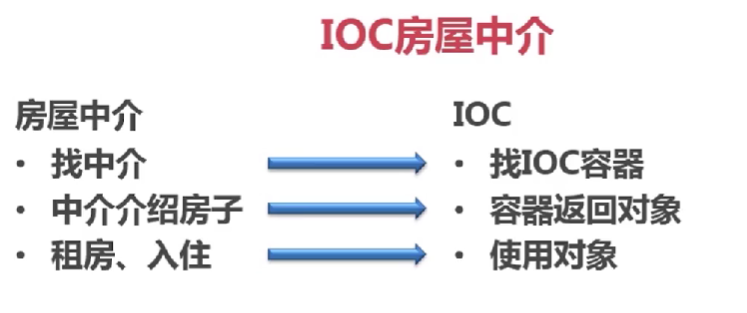 IOC房屋中介
房屋中介
IOC
• 找中介
• 找IOC容器
• 中介介绍房子
• 容器返回对象
• 租房、入住
• 使用对象